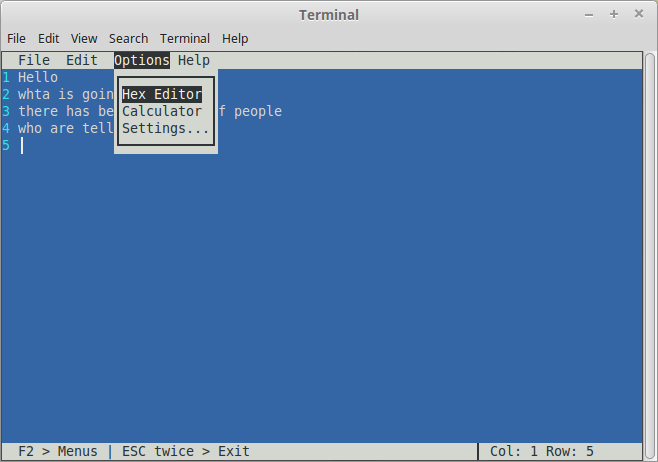 Terminal
File Edit View Search Terminal Help
File Edit Options Help
1 Hello
2 whta is goin
Hex Editor
3 there has be
Calculator
f people
4 who are tell
Settings...
5
F2 > Menus | ESC twice > Exit
Col: 1 Row: 5